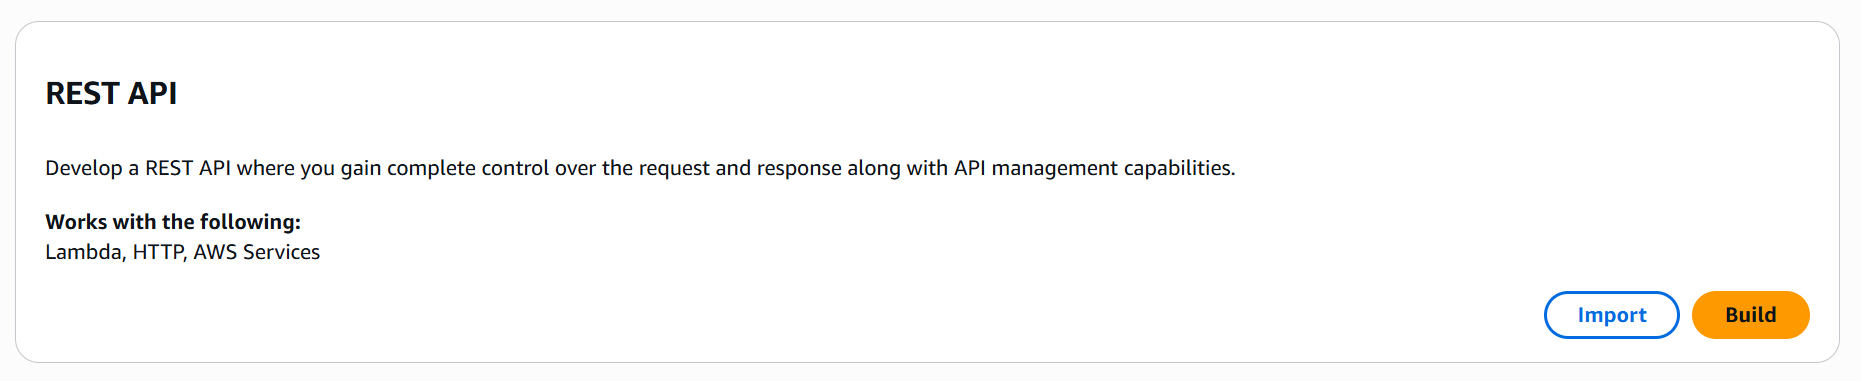 REST API
Develop a REST API where you gain complete control over the request and response along with API management capabilities.
Works with the following:
Lambda, HTTP, AWS Services
Import
Build